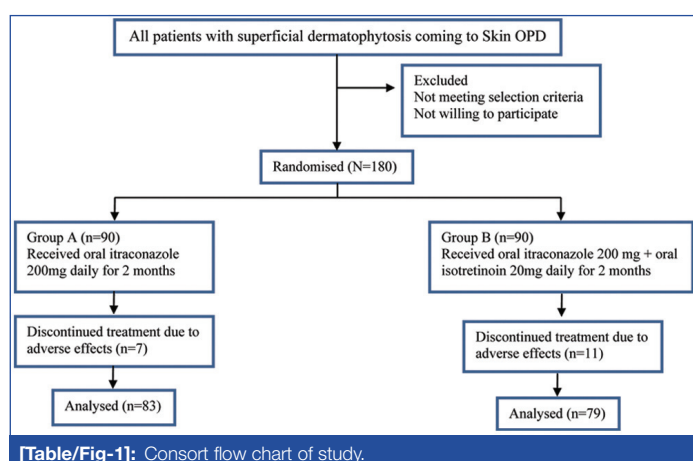 All patients with superficial dermatophytosis coming to Skin OPD
Excluded
Not meeting selection criteria
Not willing to participate
Randomised (N=180)
Group A (n=90)
Received oral itraconazole
200mg daily for 2 months
Group B (n=90)
Received oral itraconazole 200 mg + oral
isotretinoin 20mg daily for 2 months
Discontinued treatment due to
adverse effects (n=7)
Discontinued treatment due to
adverse effects (n=11)
Analysed (n=83)
Analysed (n=79)
[Table/Fig-1]: Consort flow chart of study.